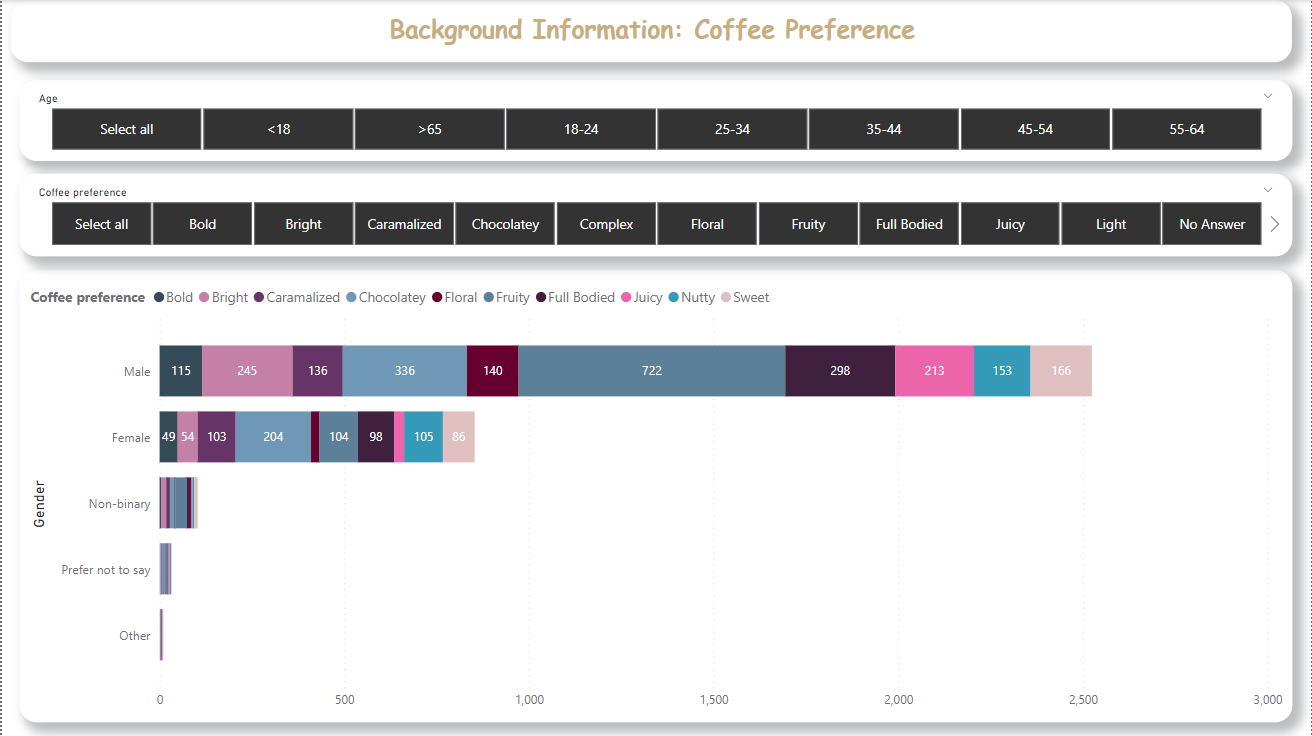 Background Information: Coffee Preference
Age
Select all <18 >65 18-24 25-34 35-44 45-54 55-64
Coffee preference
Select all Bold Bright Caramalized Chocolatey Complex Floral Fruity Full Bodied Juicy Light No Answer
Coffee preference Bold Bright Caramalized Chocolatey Floral Fruity Full Bodied Juicy Nutty Sweet
Male 115 245 136 336 140 722 298 213 153 166
Female 49 54 103 204 104 98 105 86
Non-binary
Prefer not to say
Other
Gender
0 500 1,000 1,500 2,000 2,500 3,000